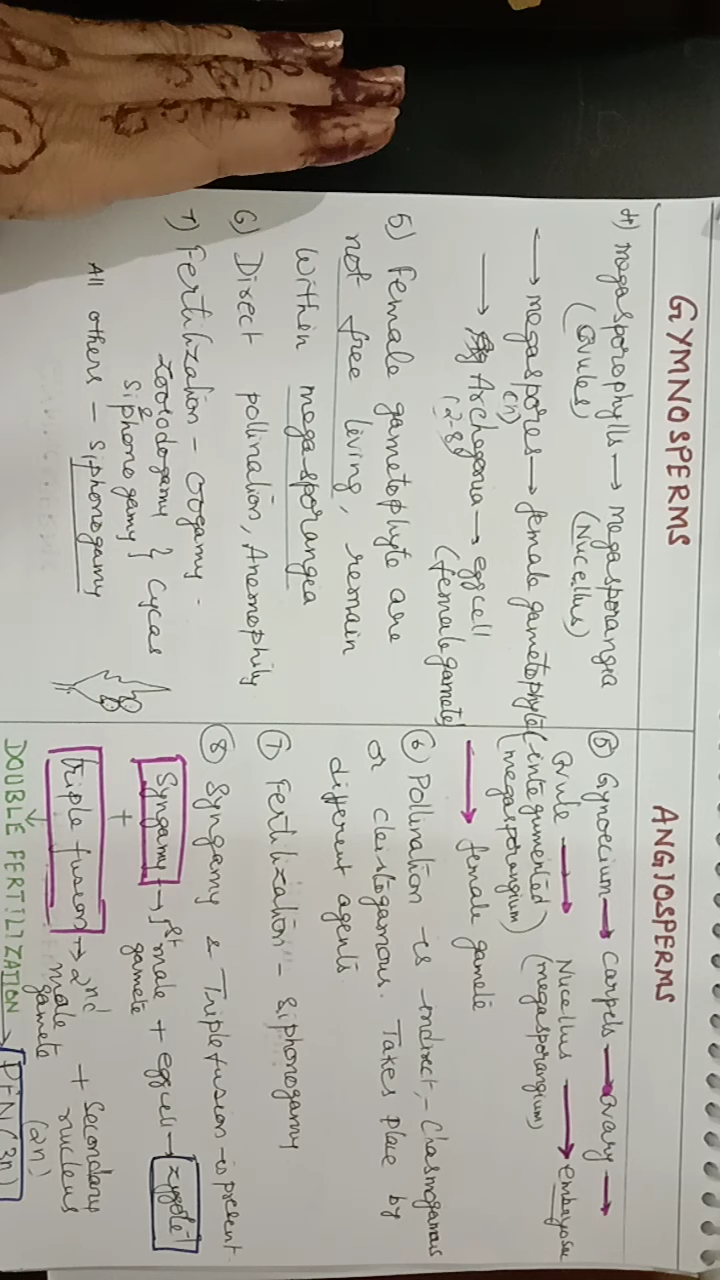 GYMNOSPERMS
4) megasporophylls → megasporangia
(Ovules) (Nucellus)
→ megaspores → female gametophyte
(n)
→ Archegonia → egg cell
(2-8) (female gamete)
5) Female gametophyte are
not free living, remain
within megasporangea
6) Direct pollination, Anemophily
7) Fertilization - Oogamy -
Zooiodogamy
& } Cycas
Siphonogamy
All others - Siphonogamy
ANGIOSPERMS
⑤ Gynoecium → carpels → Ovary →
Ovule → Nucellus → embryosac
(integumented (megasporangium)
megasporangium)
→ female gamete
⑥ Pollination is indirect, - Chasmogamous
or cleistogamous. Takes place by
different agents.
⑦ Fertilization - Siphonogamy
⑧ Syngamy & Triple fusion is present.
Syngamy → 1st male + eggcell → zygote
gamete
+
Triple fusion → 2nd male + Secondary
gamete nucleus
(2n)
DOUBLE FERTILIZATION → PEN (3n)